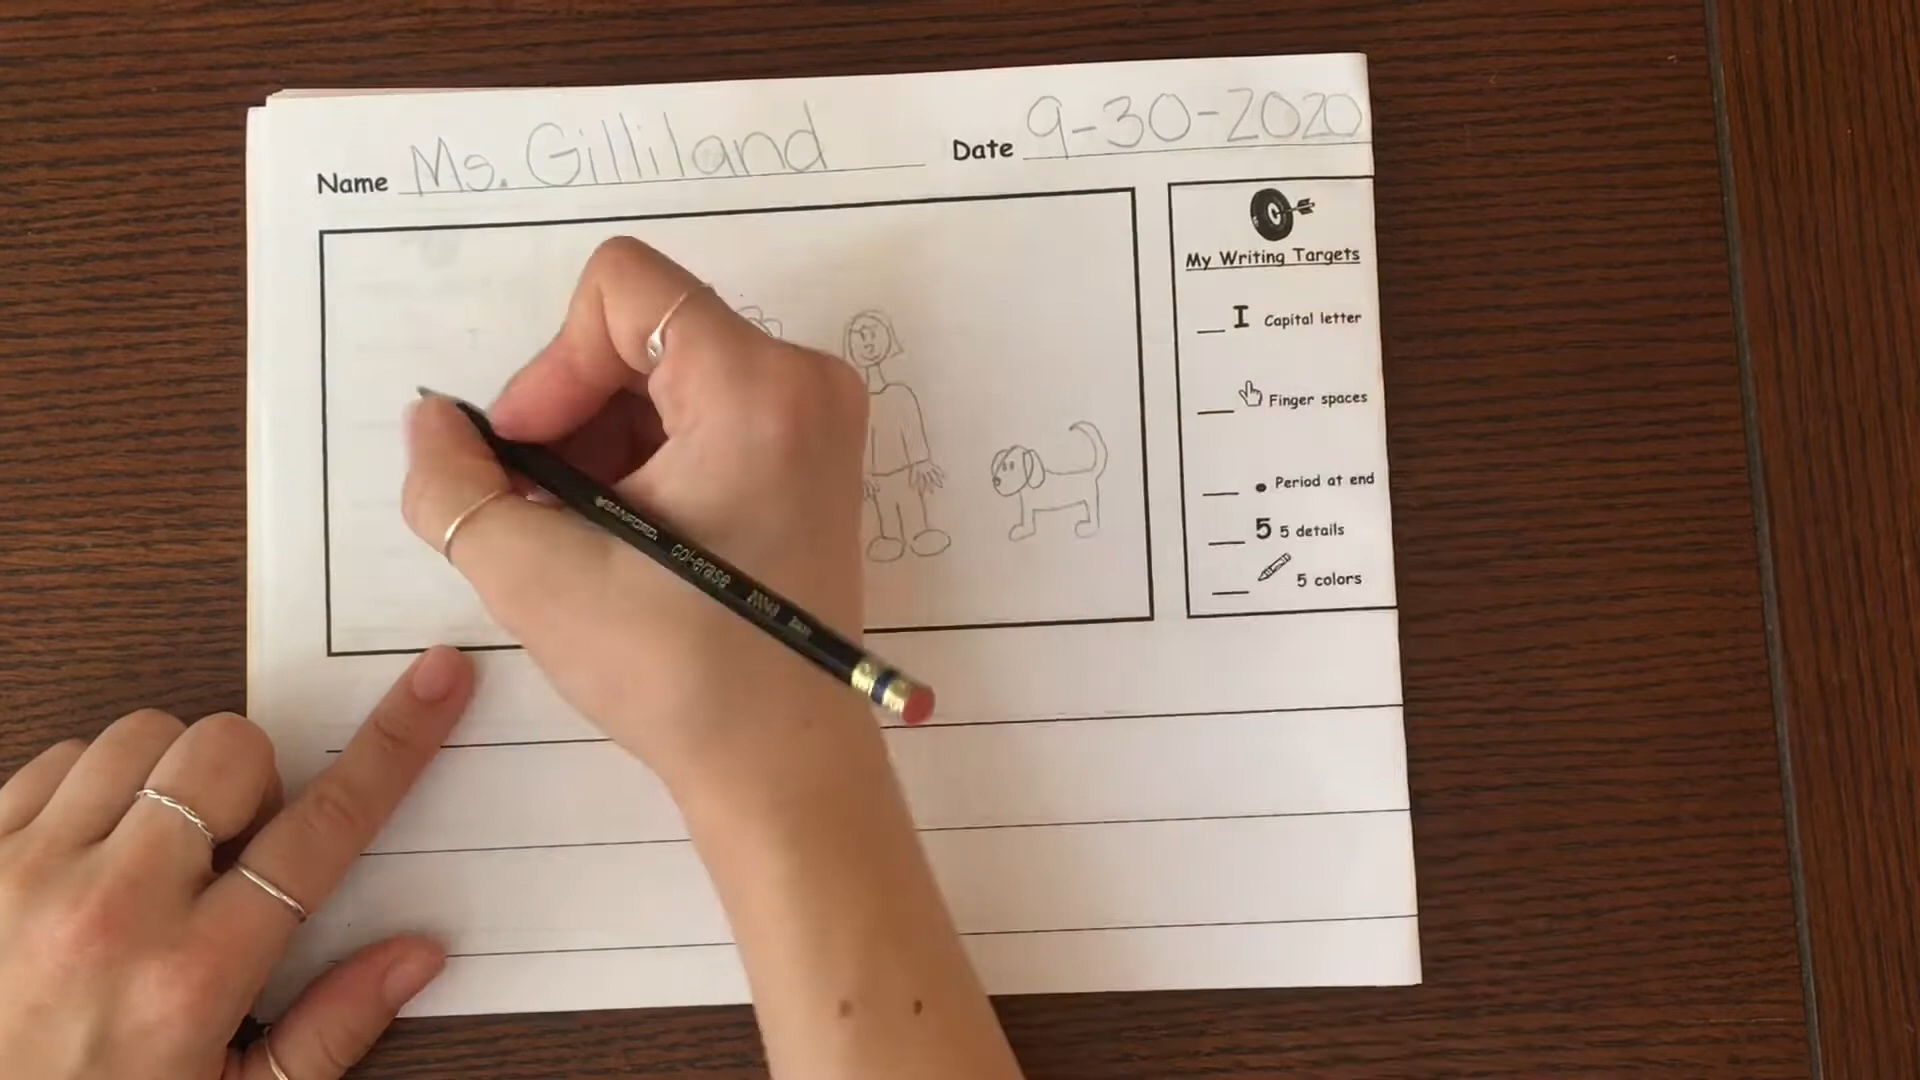 Name Ms. Gilliland Date 9-30-2020
My Writing Targets
I Capital letter
Finger spaces
. Period at end
5 5 details
5 colors
SANFORD. col-erase